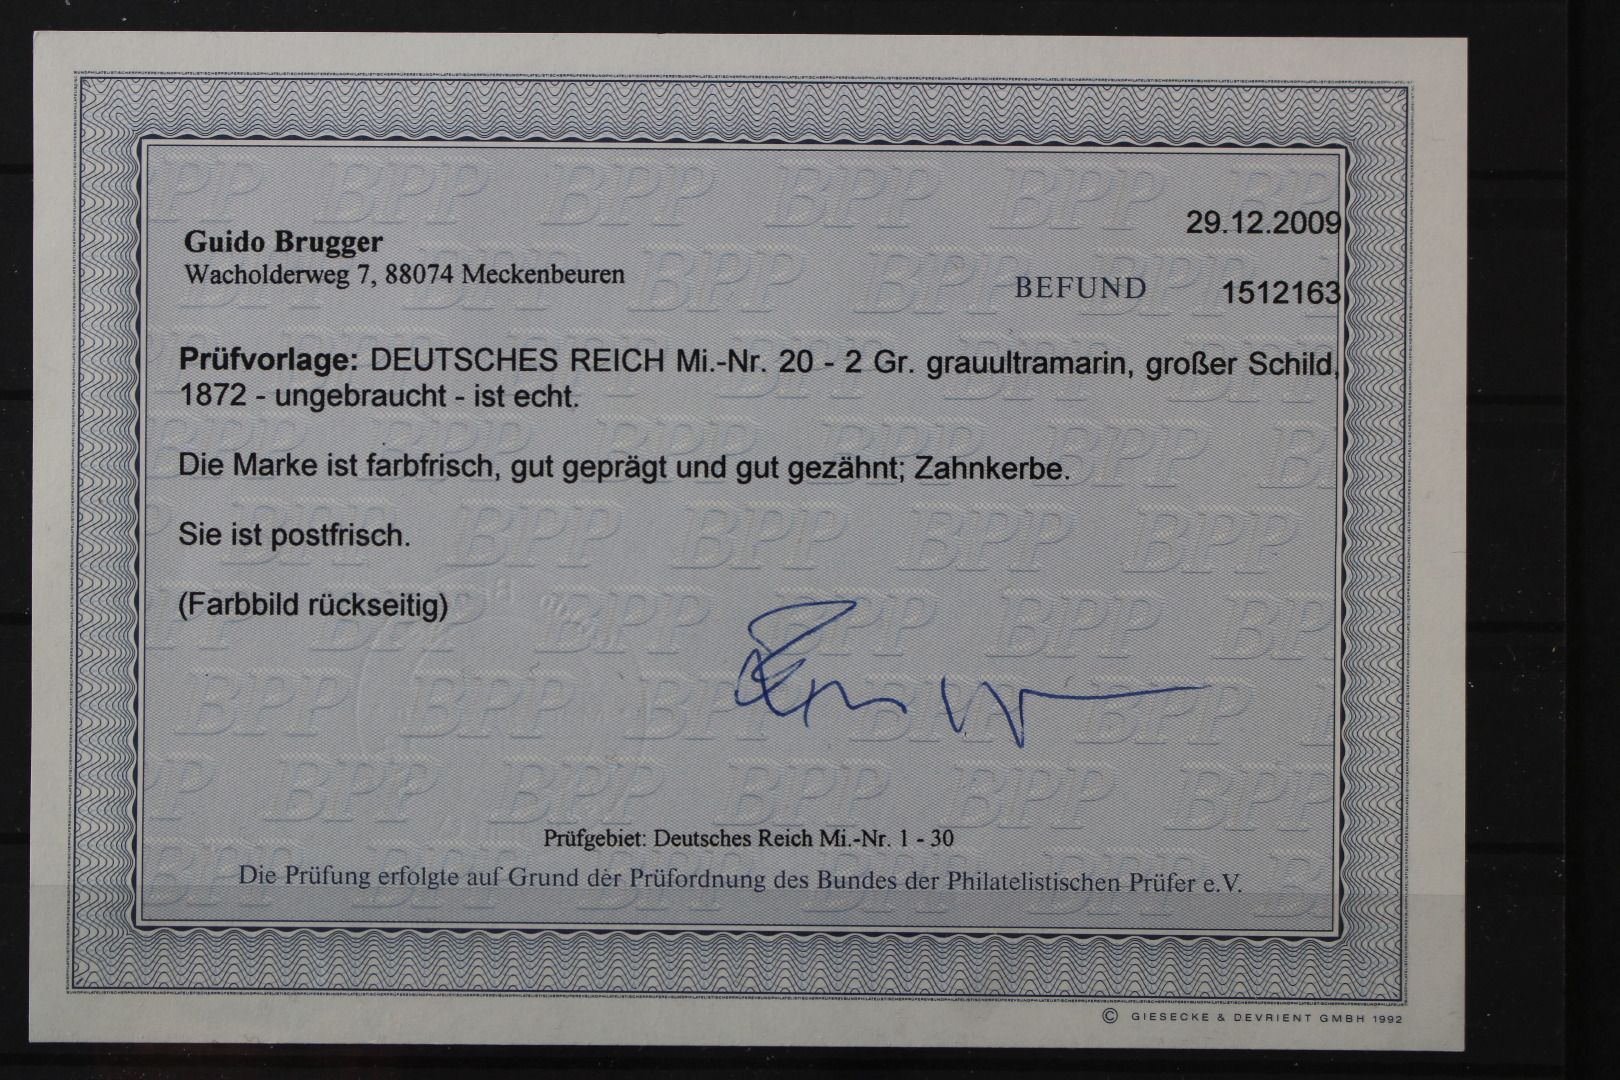 29.12.2009
Guido Brugger
Wacholderweg 7, 88074 Meckenbeuren
BEFUND 1512163
Prüfvorlage: DEUTSCHES REICH Mi.-Nr. 20 - 2 Gr. grauultramarin, großer Schild,
1872 - ungebraucht - ist echt.
Die Marke ist farbfrisch, gut geprägt und gut gezähnt; Zahnkerbe.
Sie ist postfrisch.
(Farbbild rückseitig)
Prüfgebiet: Deutsches Reich Mi.-Nr. 1 - 30
Die Prüfung erfolgte auf Grund der Prüfordnung des Bundes der Philatelistischen Prüfer e.V.
© GIESECKE & DEVRIENT GMBH 1992